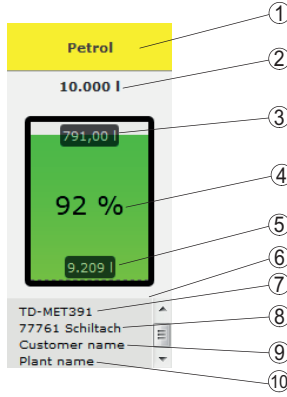 Petrol
1
10.000 l
2
791,00 l
3
92 %
4
9.209 l
5
6
TD-MET391
7
77761 Schiltach
8
Customer name
9
Plant name
10